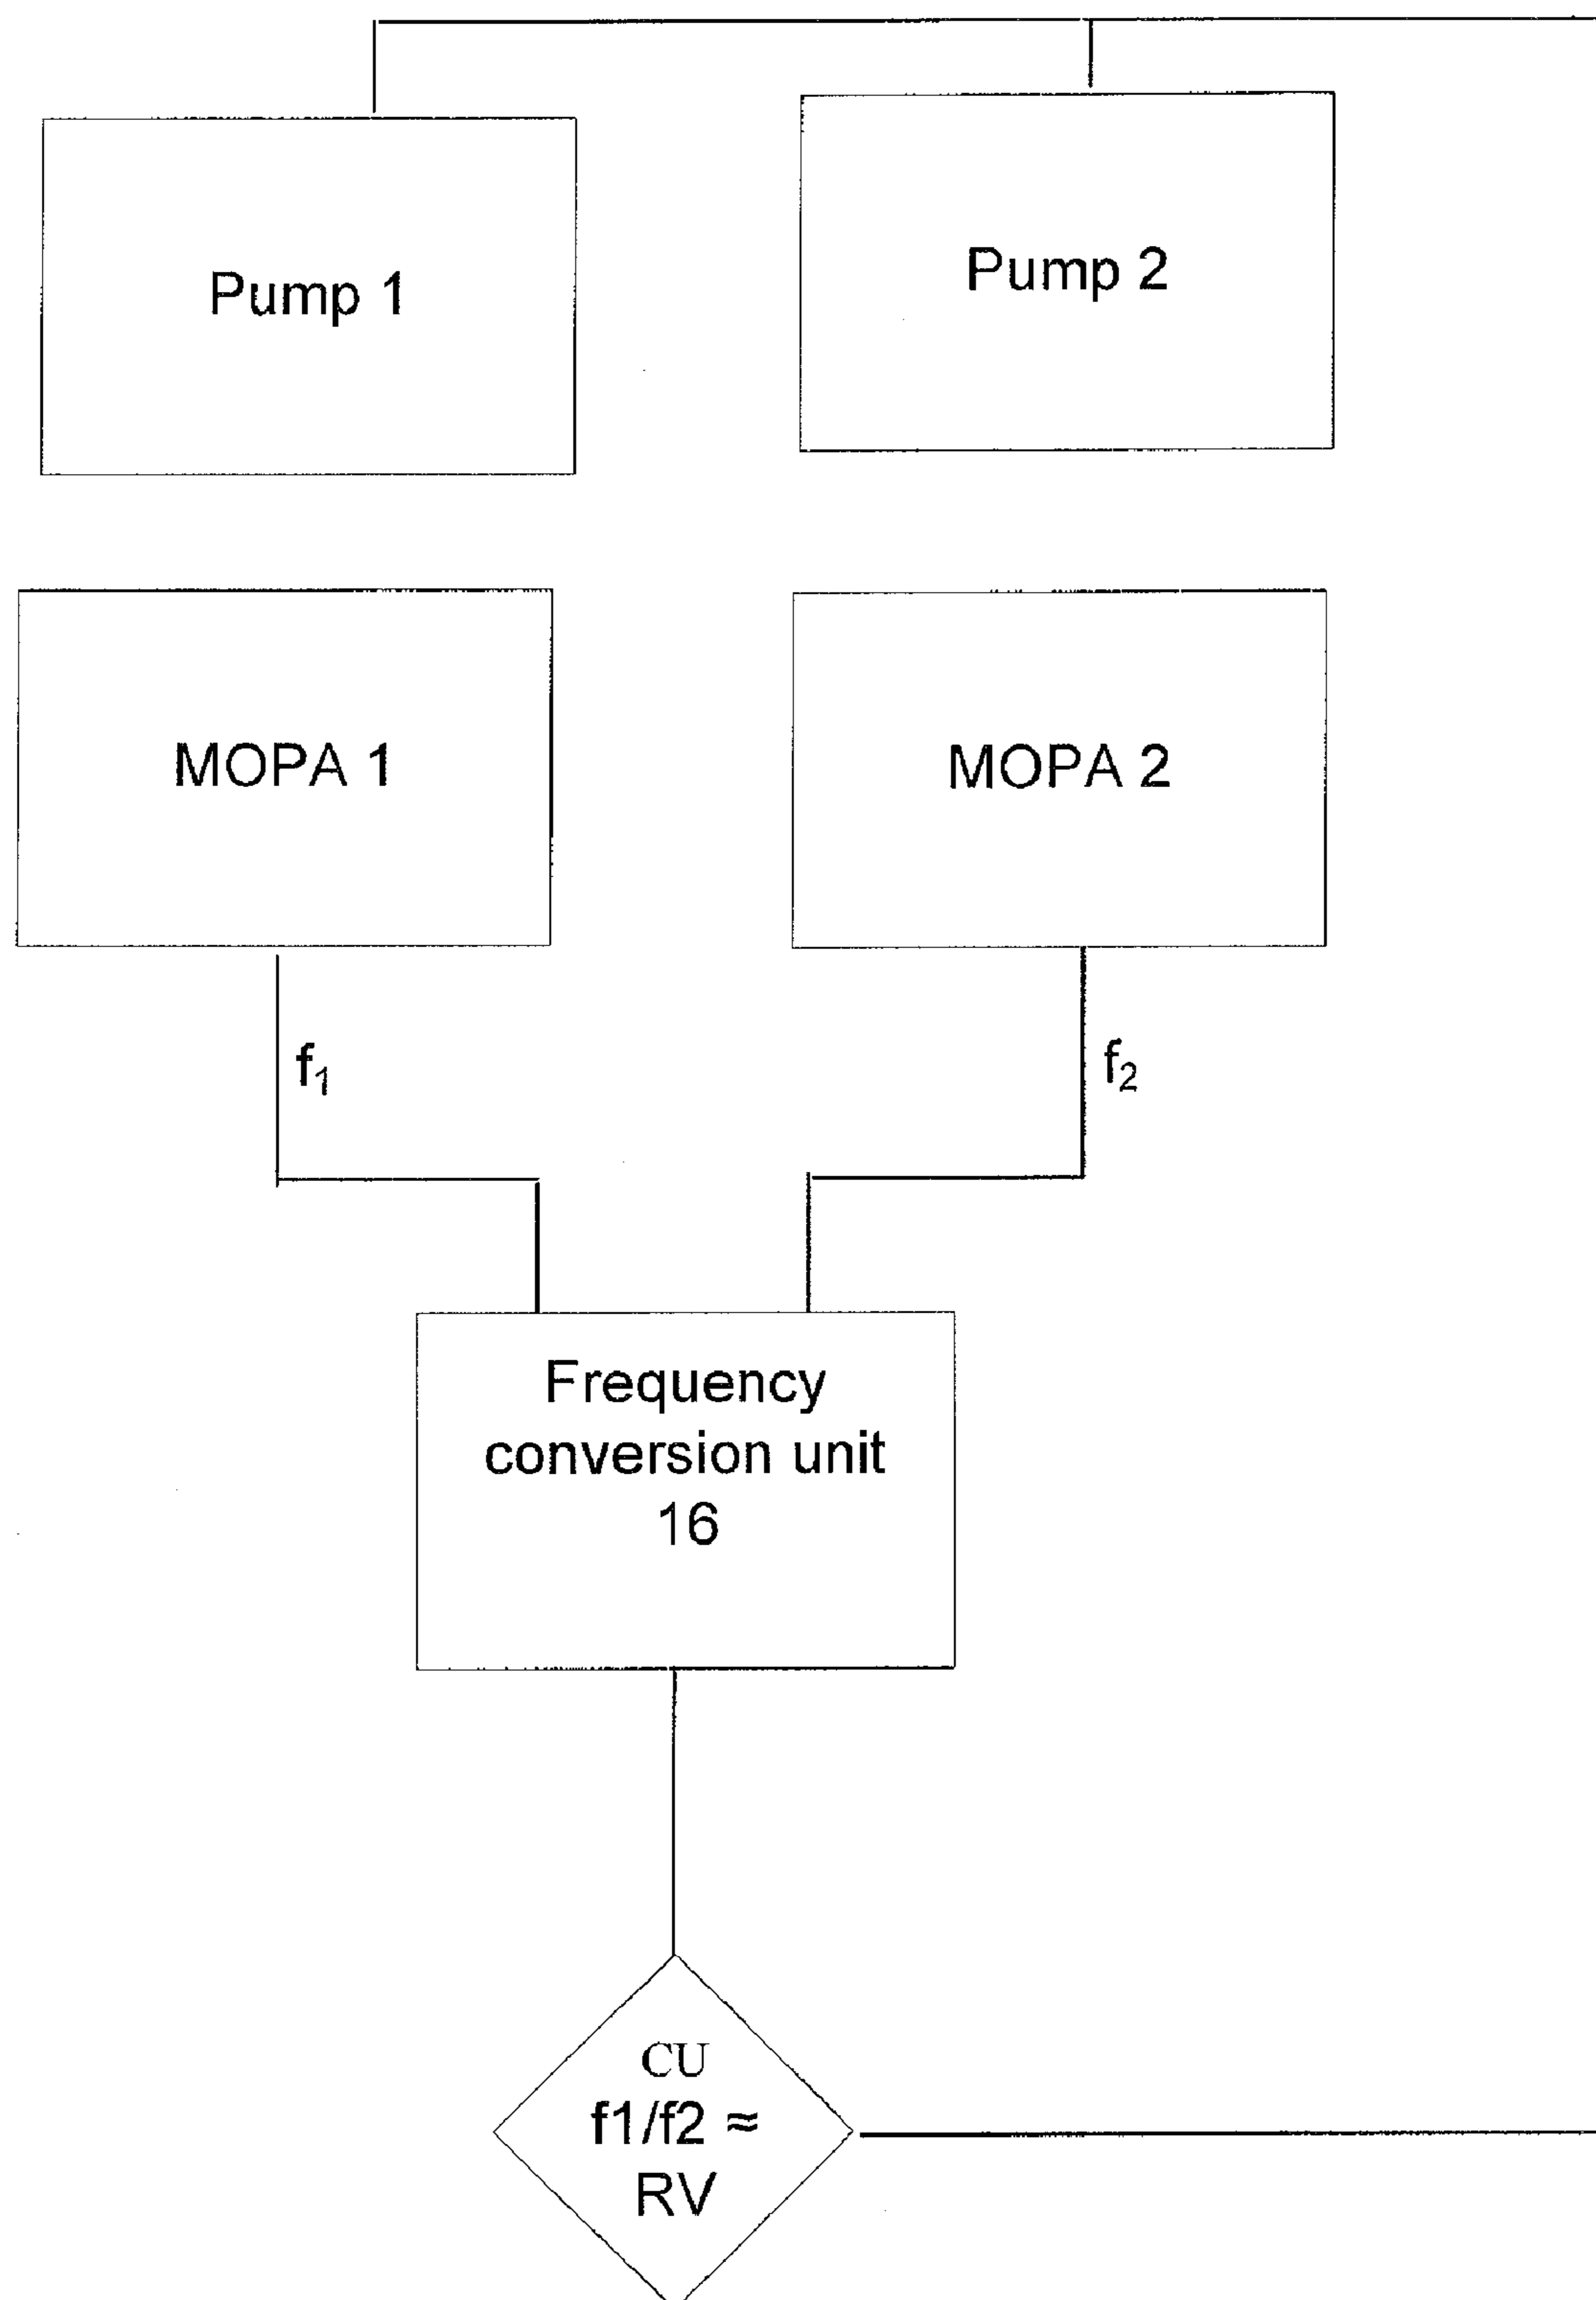 Pump 1
Pump 2
MOPA 1
MOPA 2
f₁
f₂
Frequency
conversion unit
16
CU
f1/f2 ≈
RV